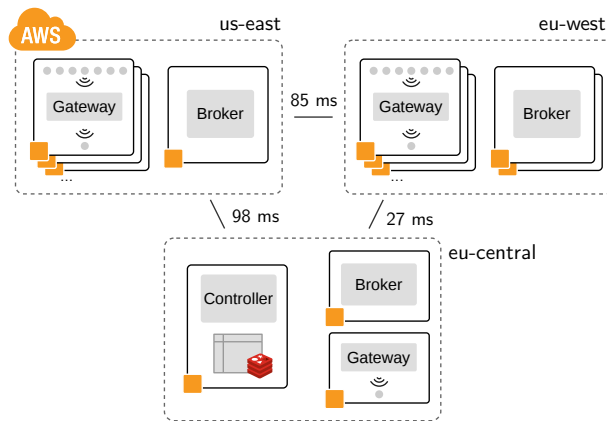 us-east
eu-west
AWS
Gateway
Broker
...
85 ms
Gateway
Broker
...
98 ms
27 ms
eu-central
Controller
Broker
Gateway